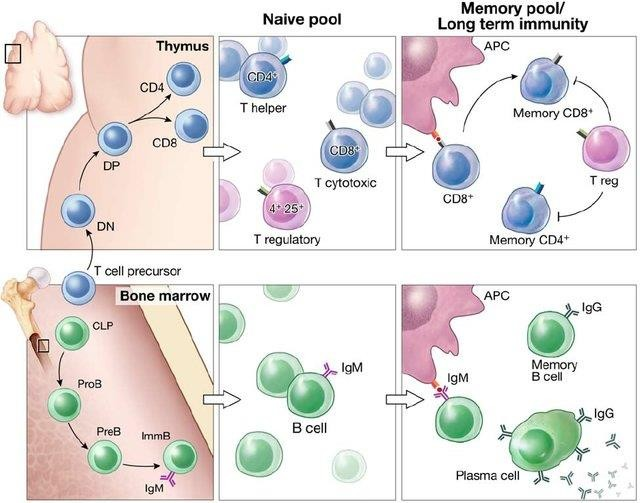 Naive pool
Memory pool/
Long term immunity
Thymus
CD4
CD8
DP
DN
T cell precursor
CD4⁺
T helper
CD8⁺
T cytotoxic
4⁺ 25⁺
T regulatory
APC
Memory CD8⁺
CD8⁺
T reg
Memory CD4⁺
Bone marrow
CLP
ProB
PreB
ImmB
IgM
IgM
B cell
APC
IgM
IgG
Memory
B cell
IgG
Plasma cell